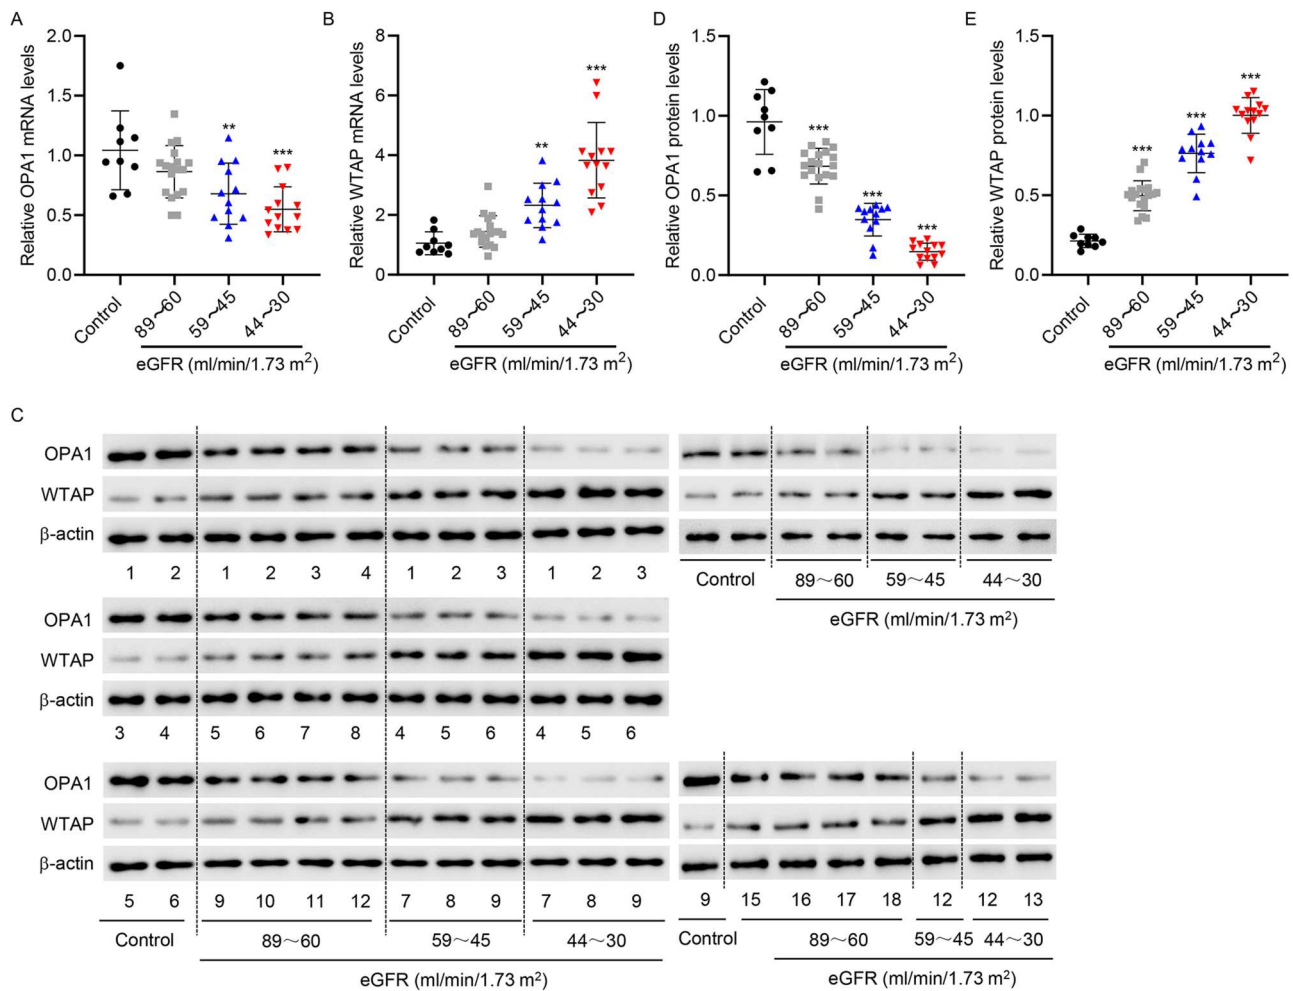 A
Relative OPA1 mRNA levels
2.0
1.5
1.0
0.5
0.0
**
***
Control
89～60
59～45
44～30
eGFR (ml/min/1.73 m²)
B
Relative WTAP mRNA levels
8
6
4
2
0
**
***
Control
89～60
59～45
44～30
eGFR (ml/min/1.73 m²)
D
Relative OPA1 protein levels
1.5
1.0
0.5
0.0
***
***
***
Control
89～60
59～45
44～30
eGFR (ml/min/1.73 m²)
E
Relative WTAP protein levels
1.5
1.0
0.5
0.0
***
***
***
Control
89～60
59～45
44～30
eGFR (ml/min/1.73 m²)
C
OPA1
WTAP
β-actin
1 2 1 2 3 4 1 2 3 1 2 3
Control 89～60 59～45 44～30
eGFR (ml/min/1.73 m²)
OPA1
WTAP
β-actin
3 4 5 6 7 8 4 5 6 4 5 6
OPA1
WTAP
β-actin
5 6 9 10 11 12 7 8 9 7 8 9
Control 89～60 59～45 44～30
eGFR (ml/min/1.73 m²)
9 15 16 17 18 12 12 13
Control 89～60 59～45 44～30
eGFR (ml/min/1.73 m²)